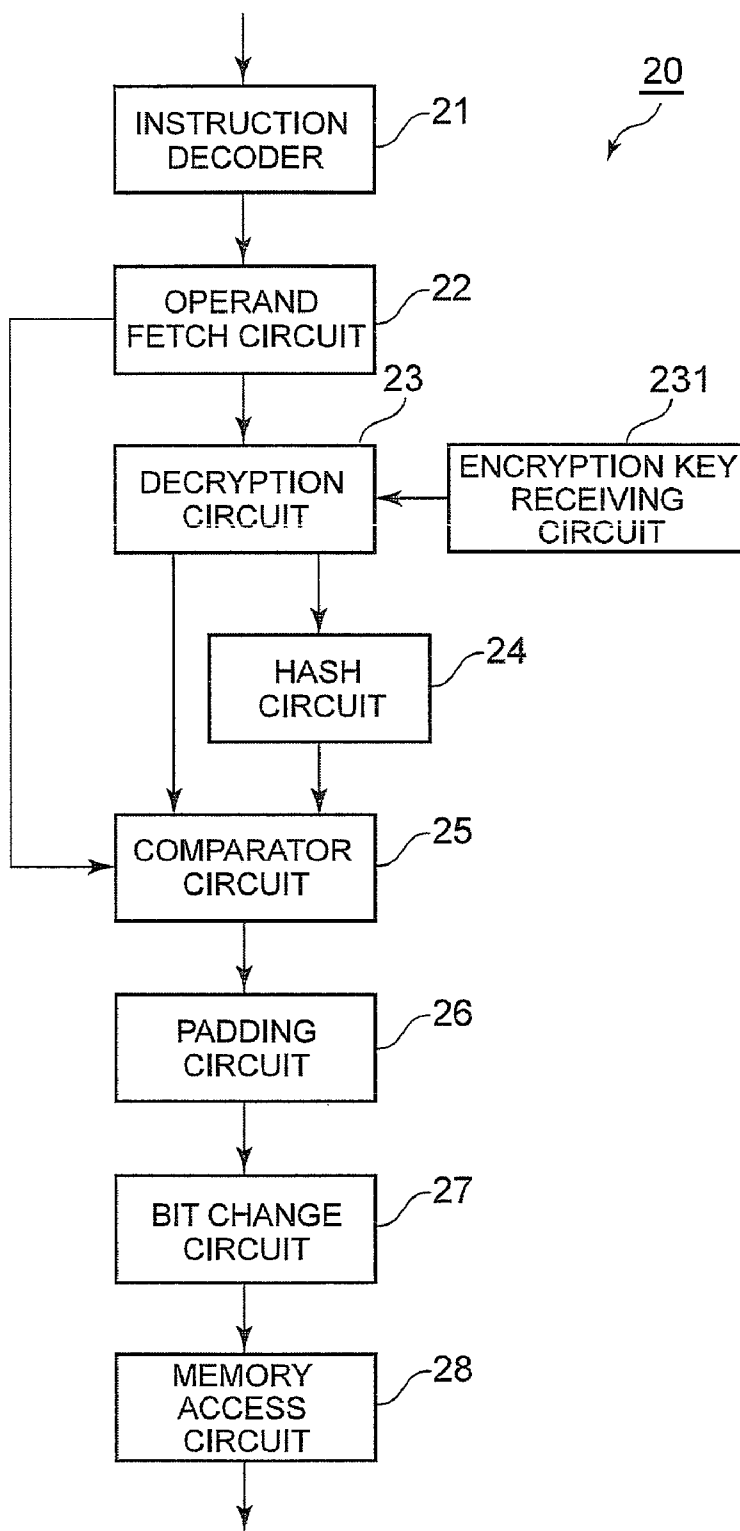 20
INSTRUCTION
DECODER
21
OPERAND
FETCH CIRCUIT
22
DECRYPTION
CIRCUIT
23
ENCRYPTION KEY
RECEIVING
CIRCUIT
231
HASH
CIRCUIT
24
COMPARATOR
CIRCUIT
25
PADDING
CIRCUIT
26
BIT CHANGE
CIRCUIT
27
MEMORY
ACCESS
CIRCUIT
28